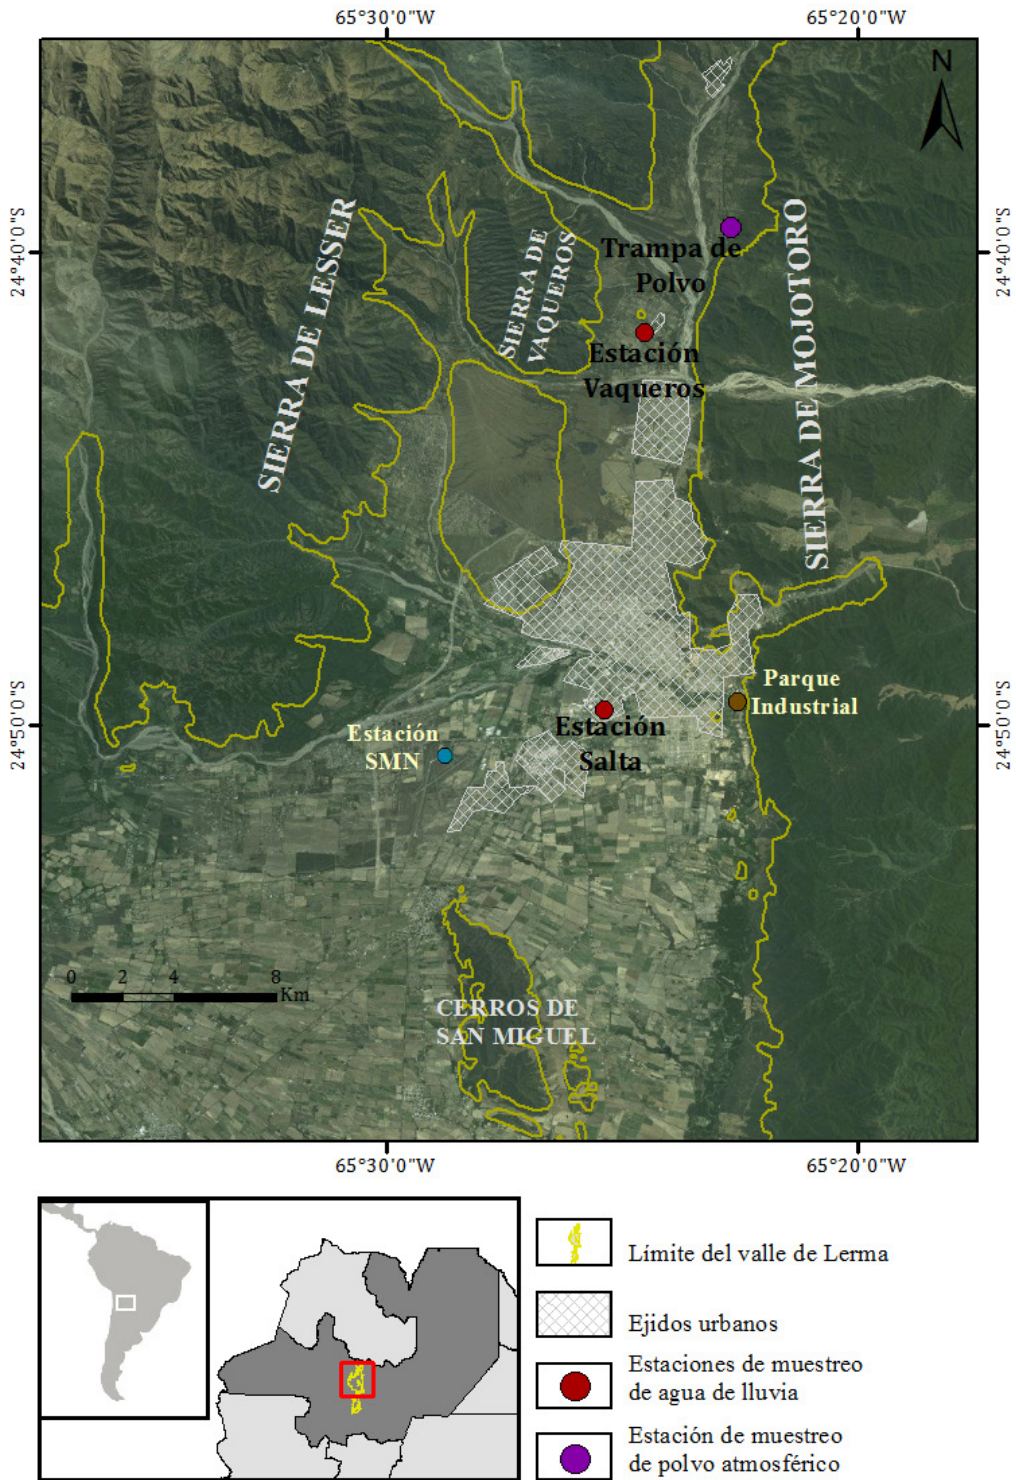 65°30'0"W
65°20'0"W
N
24°40'0"S
24°40'0"S
SIERRA DE LESSER
SIERRA DE
VAQUEROS
SIERRA DE MOJOTORO
Trampa de
Polvo
Estación
Vaqueros
Parque
Industrial
24°50'0"S
24°50'0"S
Estación
SMN
Estación
Salta
0 2 4 8
Km
CERROS DE
SAN MIGUEL
65°30'0"W
65°20'0"W
Límite del valle de Lerma
Ejidos urbanos
Estaciones de muestreo
de agua de lluvia
Estación de muestreo
de polvo atmosférico